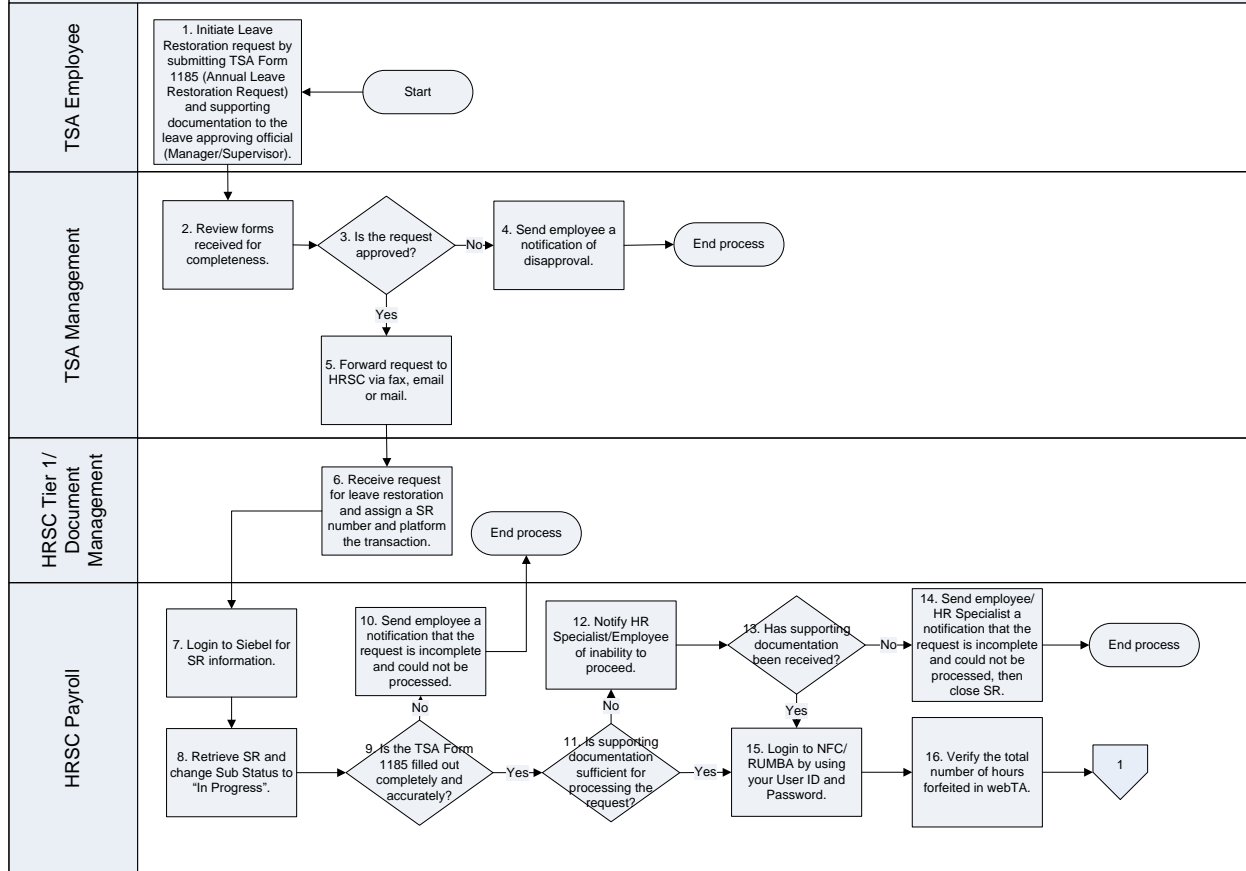 TSA Employee
1. Initiate Leave
Restoration request by
submitting TSA Form
1185 (Annual Leave
Restoration Request)
and supporting
documentation to the
leave approving official
(Manager/Supervisor).
Start
TSA Management
2. Review forms
received for
completeness.
3. Is the request
approved?
No
4. Send employee a
notification of
disapproval.
End process
Yes
5. Forward request to
HRSC via fax, email
or mail.
HRSC Tier 1/
Document
Management
6. Receive request
for leave restoration
and assign a SR
number and platform
the transaction.
End process
HRSC Payroll
7. Login to Siebel for
SR information.
8. Retrieve SR and
change Sub Status to
“In Progress”.
9. Is the TSA Form
1185 filled out
completely and
accurately?
No
10. Send employee a
notification that the
request is incomplete
and could not be
processed.
Yes
11. Is supporting
documentation
sufficient for
processing the
request?
No
12. Notify HR
Specialist/Employee
of inability to
proceed.
13. Has supporting
documentation
been received?
No
14. Send employee/
HR Specialist a
notification that the
request is incomplete
and could not be
processed, then
close SR.
End process
Yes
Yes
15. Login to NFC/
RUMBA by using
your User ID and
Password.
16. Verify the total
number of hours
forfeited in webTA.
1